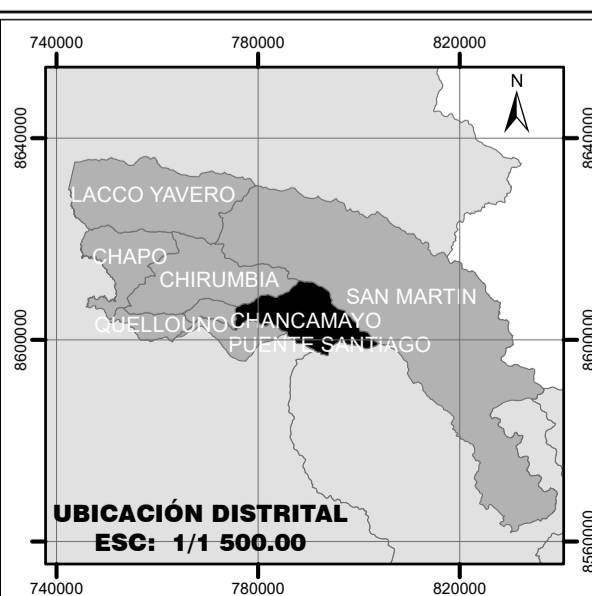 740000 780000 820000
N
8640000 8640000
LACCO YAVERO
CHAPO
CHIRUMBIA
SAN MARTIN
QUELLOUNO
CHANCAMAYO
8600000 8600000
PUENTE SANTIAGO
UBICACIÓN DISTRITAL
ESC: 1/1 500.00
8560000
740000 780000 820000